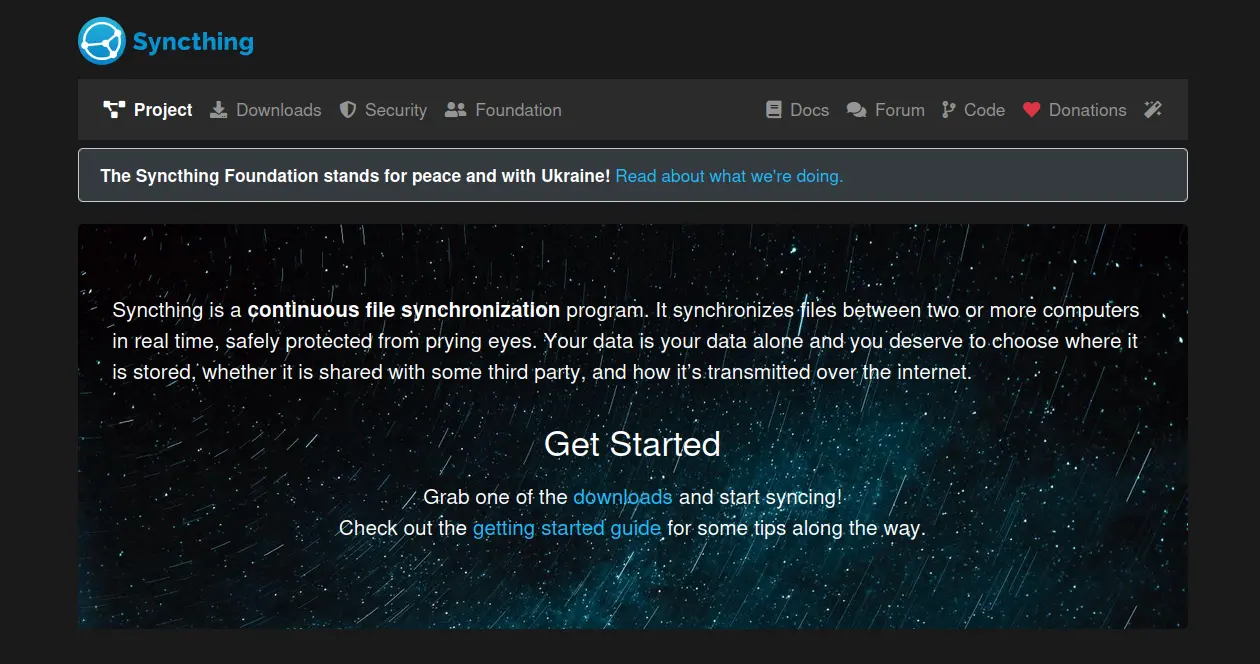 Syncthing
Project Downloads Security Foundation Docs Forum Code Donations
The Syncthing Foundation stands for peace and with Ukraine! Read about what we're doing.
Syncthing is a continuous file synchronization program. It synchronizes files between two or more computers
in real time, safely protected from prying eyes. Your data is your data alone and you deserve to choose where it
is stored, whether it is shared with some third party, and how it’s transmitted over the internet.
Get Started
Grab one of the downloads and start syncing!
Check out the getting started guide for some tips along the way.